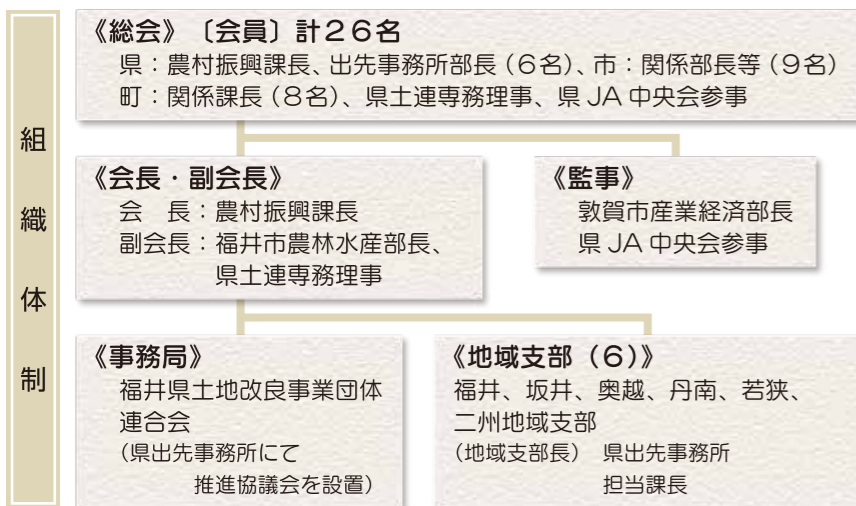 組織体制
《総会》〔会員〕計26名
県：農村振興課長、出先事務所部長（6名）、市：関係部長等（9名）
町：関係課長（8名）、県土連専務理事、県JA中央会参事
《会長・副会長》
会　長：農村振興課長
副会長：福井市農林水産部長、
県土連専務理事
《監事》
敦賀市産業経済部長
県JA中央会参事
《事務局》
福井県土地改良事業団体
連合会
（県出先事務所にて
推進協議会を設置）
《地域支部（6）》
福井、坂井、奥越、丹南、若狭、
二州地域支部
（地域支部長）　県出先事務所
担当課長